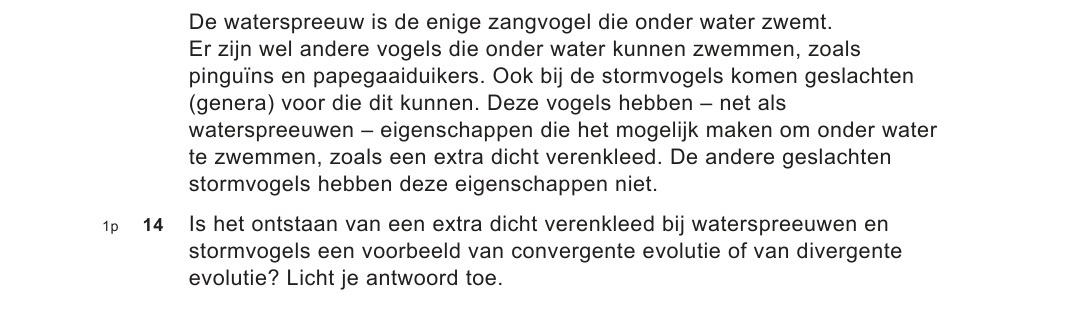 De waterspreeuw is de enige zangvogel die onder water zwemt.
Er zijn wel andere vogels die onder water kunnen zwemmen, zoals
pinguïns en papegaaiduikers. Ook bij de stormvogels komen geslachten
(genera) voor die dit kunnen. Deze vogels hebben – net als
waterspreeuwen – eigenschappen die het mogelijk maken om onder water
te zwemmen, zoals een extra dicht verenkleed. De andere geslachten
stormvogels hebben deze eigenschappen niet.
1p 14 Is het ontstaan van een extra dicht verenkleed bij waterspreeuwen en
stormvogels een voorbeeld van convergente evolutie of van divergente
evolutie? Licht je antwoord toe.